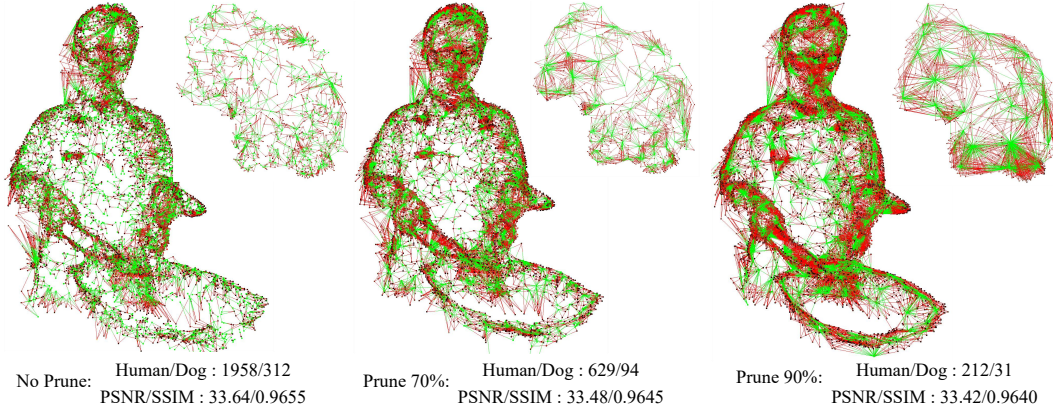 No Prune: Human/Dog : 1958/312
PSNR/SSIM : 33.64/0.9655
Prune 70%: Human/Dog : 629/94
PSNR/SSIM : 33.48/0.9645
Prune 90%: Human/Dog : 212/31
PSNR/SSIM : 33.42/0.9640